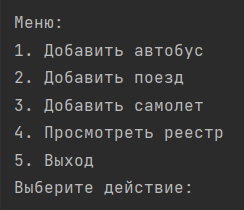 Меню:
1. Добавить автобус
2. Добавить поезд
3. Добавить самолет
4. Просмотреть реестр
5. Выход
Выберите действие: